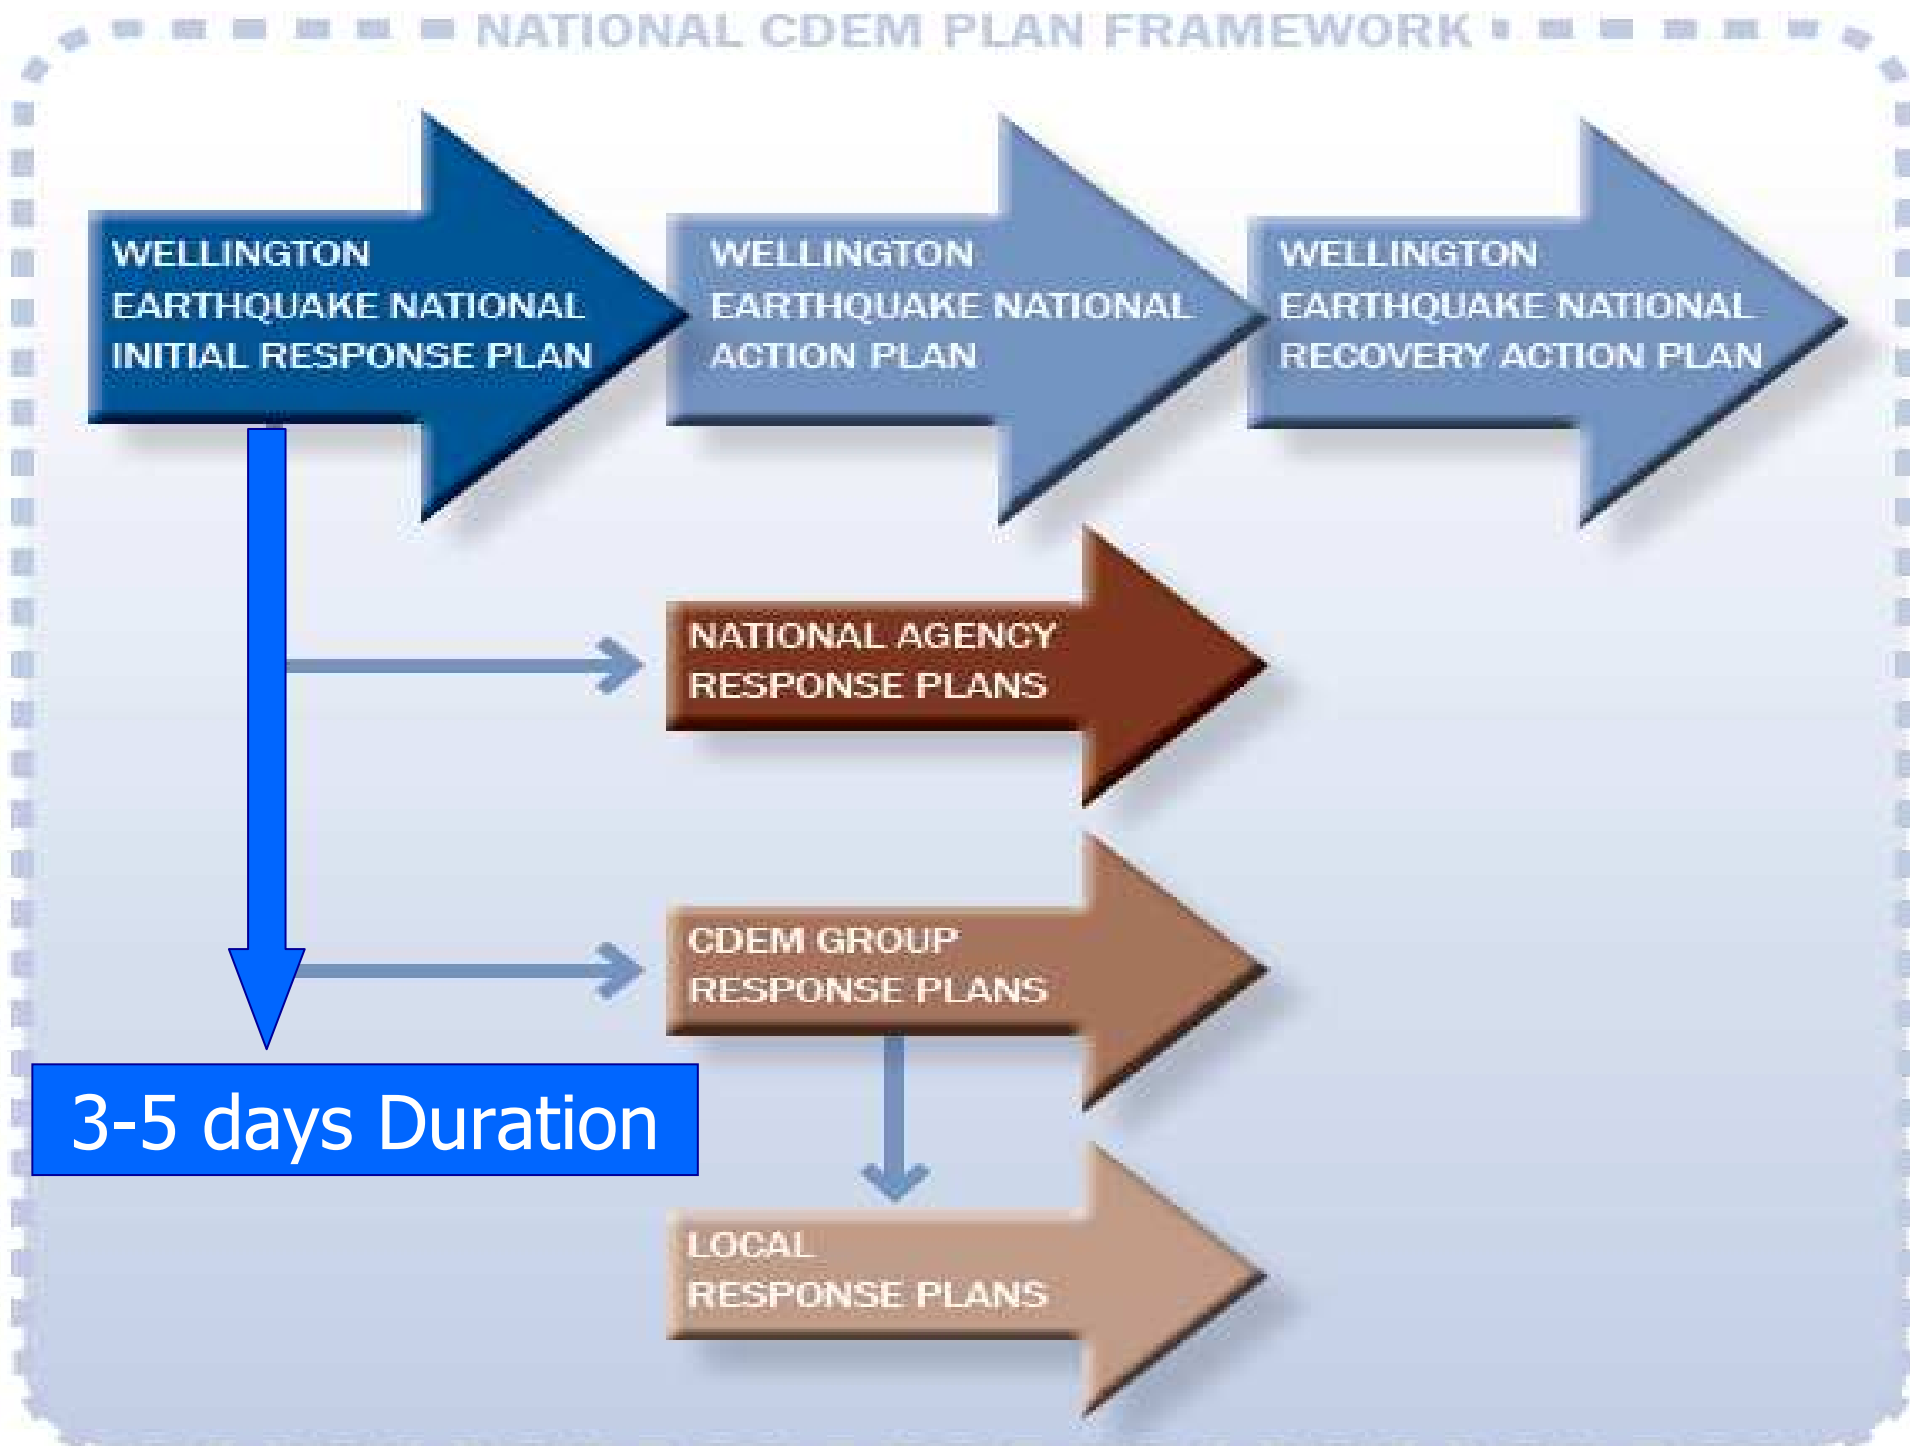 NATIONAL CDEM PLAN FRAMEWORK
WELLINGTON
EARTHQUAKE NATIONAL
INITIAL RESPONSE PLAN
WELLINGTON
EARTHQUAKE NATIONAL
ACTION PLAN
WELLINGTON
EARTHQUAKE NATIONAL
RECOVERY ACTION PLAN
NATIONAL AGENCY
RESPONSE PLANS
CDEM GROUP
RESPONSE PLANS
3-5 days Duration
LOCAL
RESPONSE PLANS